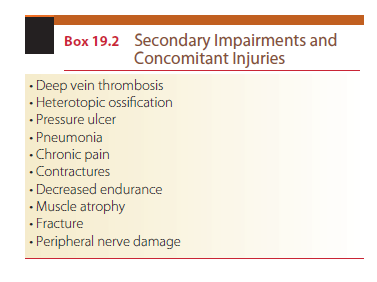 Box 19.2 Secondary Impairments and
Concomitant Injuries
• Deep vein thrombosis
• Heterotopic ossification
• Pressure ulcer
• Pneumonia
• Chronic pain
• Contractures
• Decreased endurance
• Muscle atrophy
• Fracture
• Peripheral nerve damage